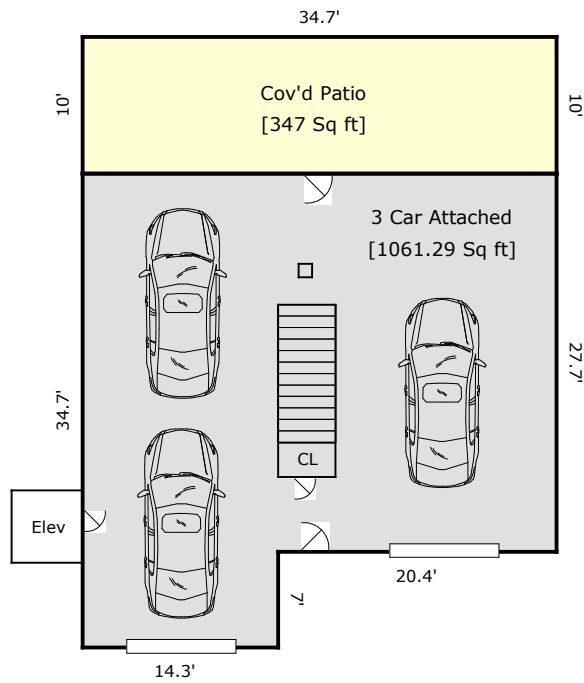 34.7'
10'
Cov'd Patio
[347 Sq ft]
10'
3 Car Attached
[1061.29 Sq ft]
27.7'
34.7'
CL
Elev
20.4'
7'
14.3'